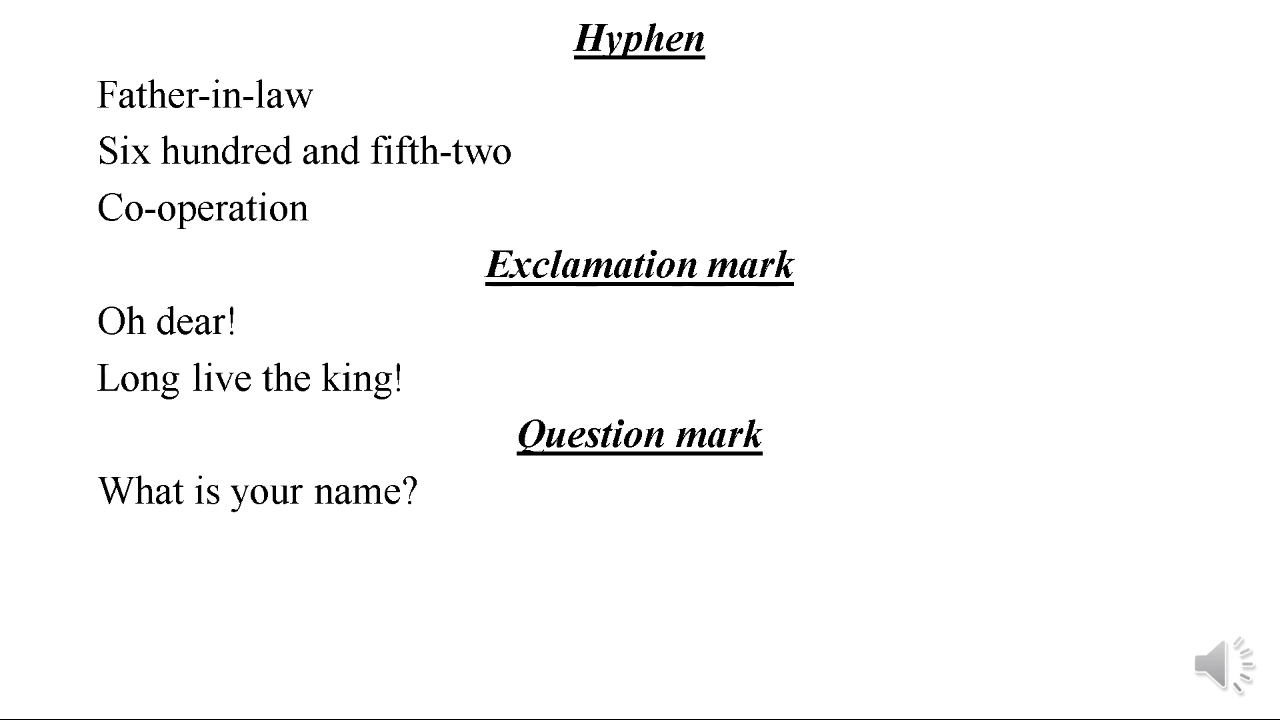 Hyphen
Father-in-law
Six hundred and fifth-two
Co-operation
Exclamation mark
Oh dear!
Long live the king!
Question mark
What is your name?